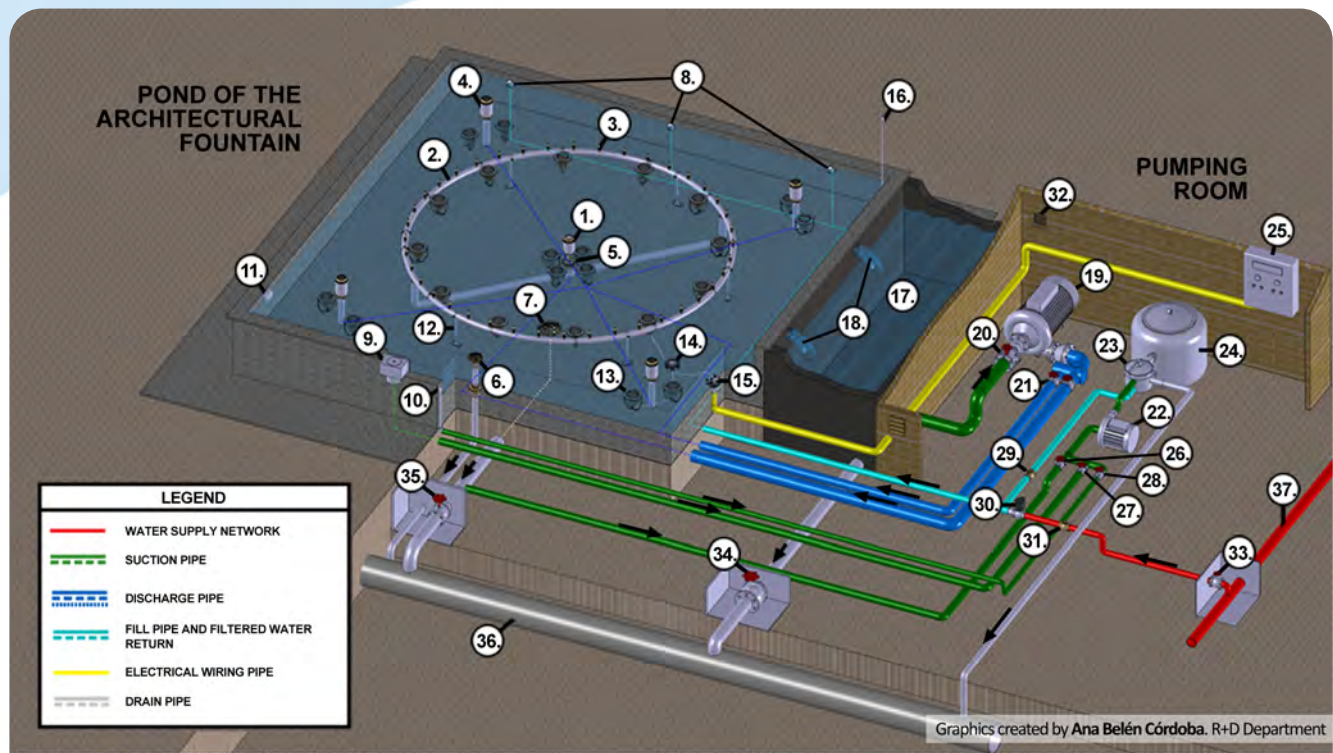 POND OF THE
ARCHITECTURAL
FOUNTAIN
PUMPING
ROOM
1.
2.
3.
4.
5.
6.
7.
8.
9.
10.
11.
12.
13.
14.
15.
16.
17.
18.
19.
20.
21.
22.
23.
24.
25.
26.
27.
28.
29.
30.
31.
32.
33.
34.
35.
36.
37.
LEGEND
WATER SUPPLY NETWORK
SUCTION PIPE
DISCHARGE PIPE
FILL PIPE AND FILTERED WATER
RETURN
ELECTRICAL WIRING PIPE
DRAIN PIPE
Graphics created by Ana Belén Córdoba. R+D Department